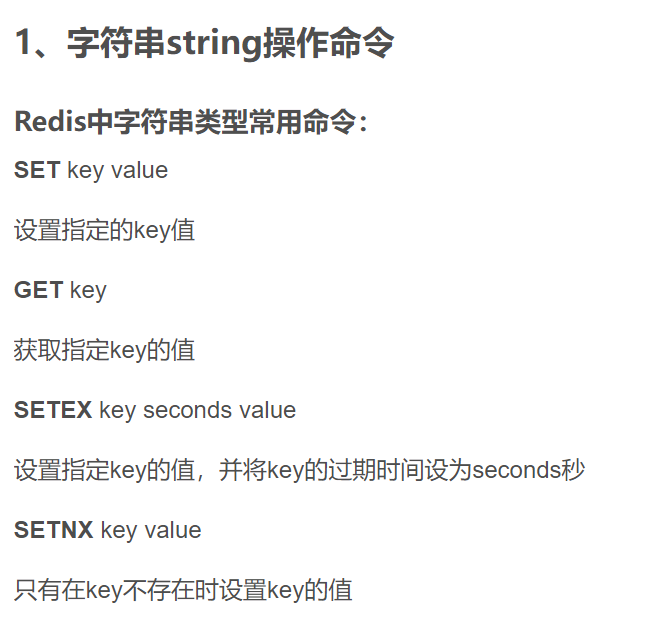 1、字符串string操作命令
Redis中字符串类型常用命令：
SET key value
设置指定的key值
GET key
获取指定key的值
SETEX key seconds value
设置指定key的值，并将key的过期时间设为seconds秒
SETNX key value
只有在key不存在时设置key的值